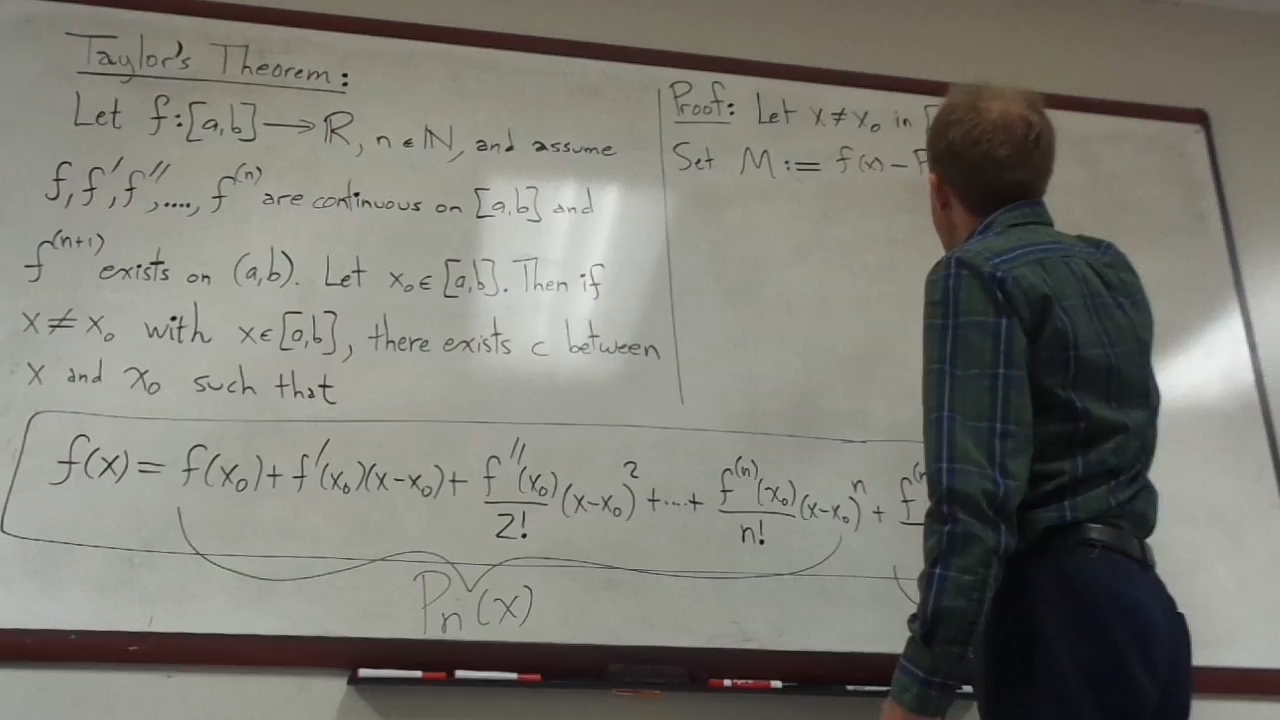 Taylor's Theorem:
Let f:[a,b] ⟶ ℝ, n ∈ ℕ, and assume
f, f', f'', ...., f⁽ⁿ⁾ are continuous on [a,b] and
f⁽ⁿ⁺¹⁾ exists on (a,b). Let x₀ ∈ [a,b]. Then if
x ≠ x₀ with x ∈ [a,b], there exists c between
x and x₀ such that
f(x) = f(x₀) + f'(x₀)(x-x₀) + f''(x₀)/2! (x-x₀)² + ... + f⁽ⁿ⁾(x₀)/n! (x-x₀)ⁿ + f
Pₙ(x)
Proof: Let x ≠ x₀ in [
Set M := f(x) -